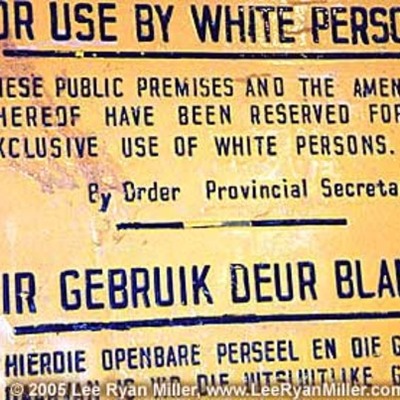 OR USE BY WHITE PERSO
HESE PUBLIC PREMISES AND THE AMEN
HEREOF HAVE BEEN RESERVED FOR
XCLUSIVE USE OF WHITE PERSONS.
By Order Provincial Secreta
IR GEBRUIK DEUR BLA
HIERDIE OPENBARE PERSEEL EN DIE G
DIE UITSLUITLIKE G
© 2005 Lee Ryan Miller, www.LeeRyanMiller.com